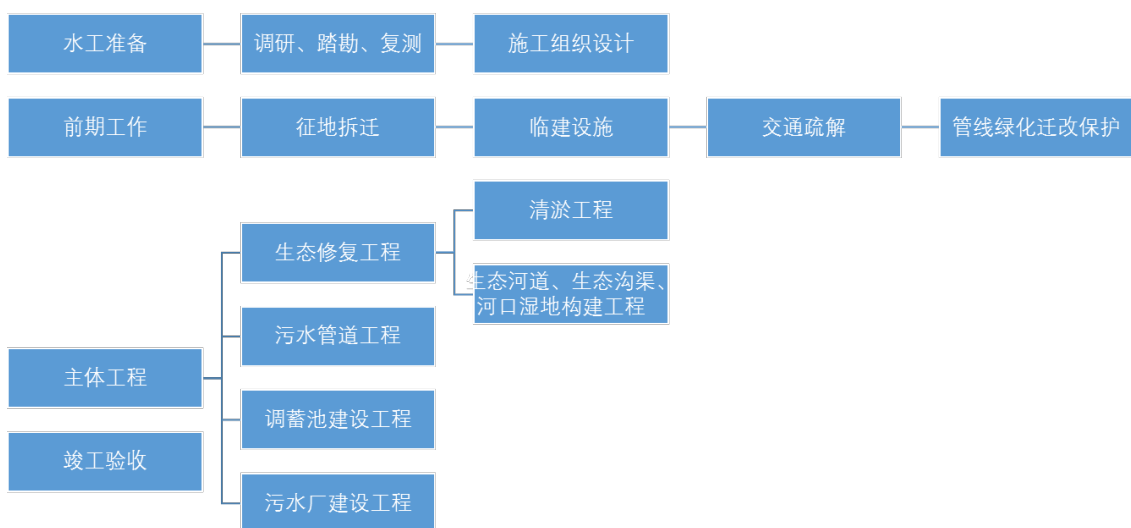 水工准备
调研、踏勘、复测
施工组织设计
前期工作
征地拆迁
临建设施
交通疏解
管线绿化迁改保护
主体工程
生态修复工程
清淤工程
生态河道、生态沟渠、
河口湿地构建工程
污水管道工程
调蓄池建设工程
污水厂建设工程
竣工验收